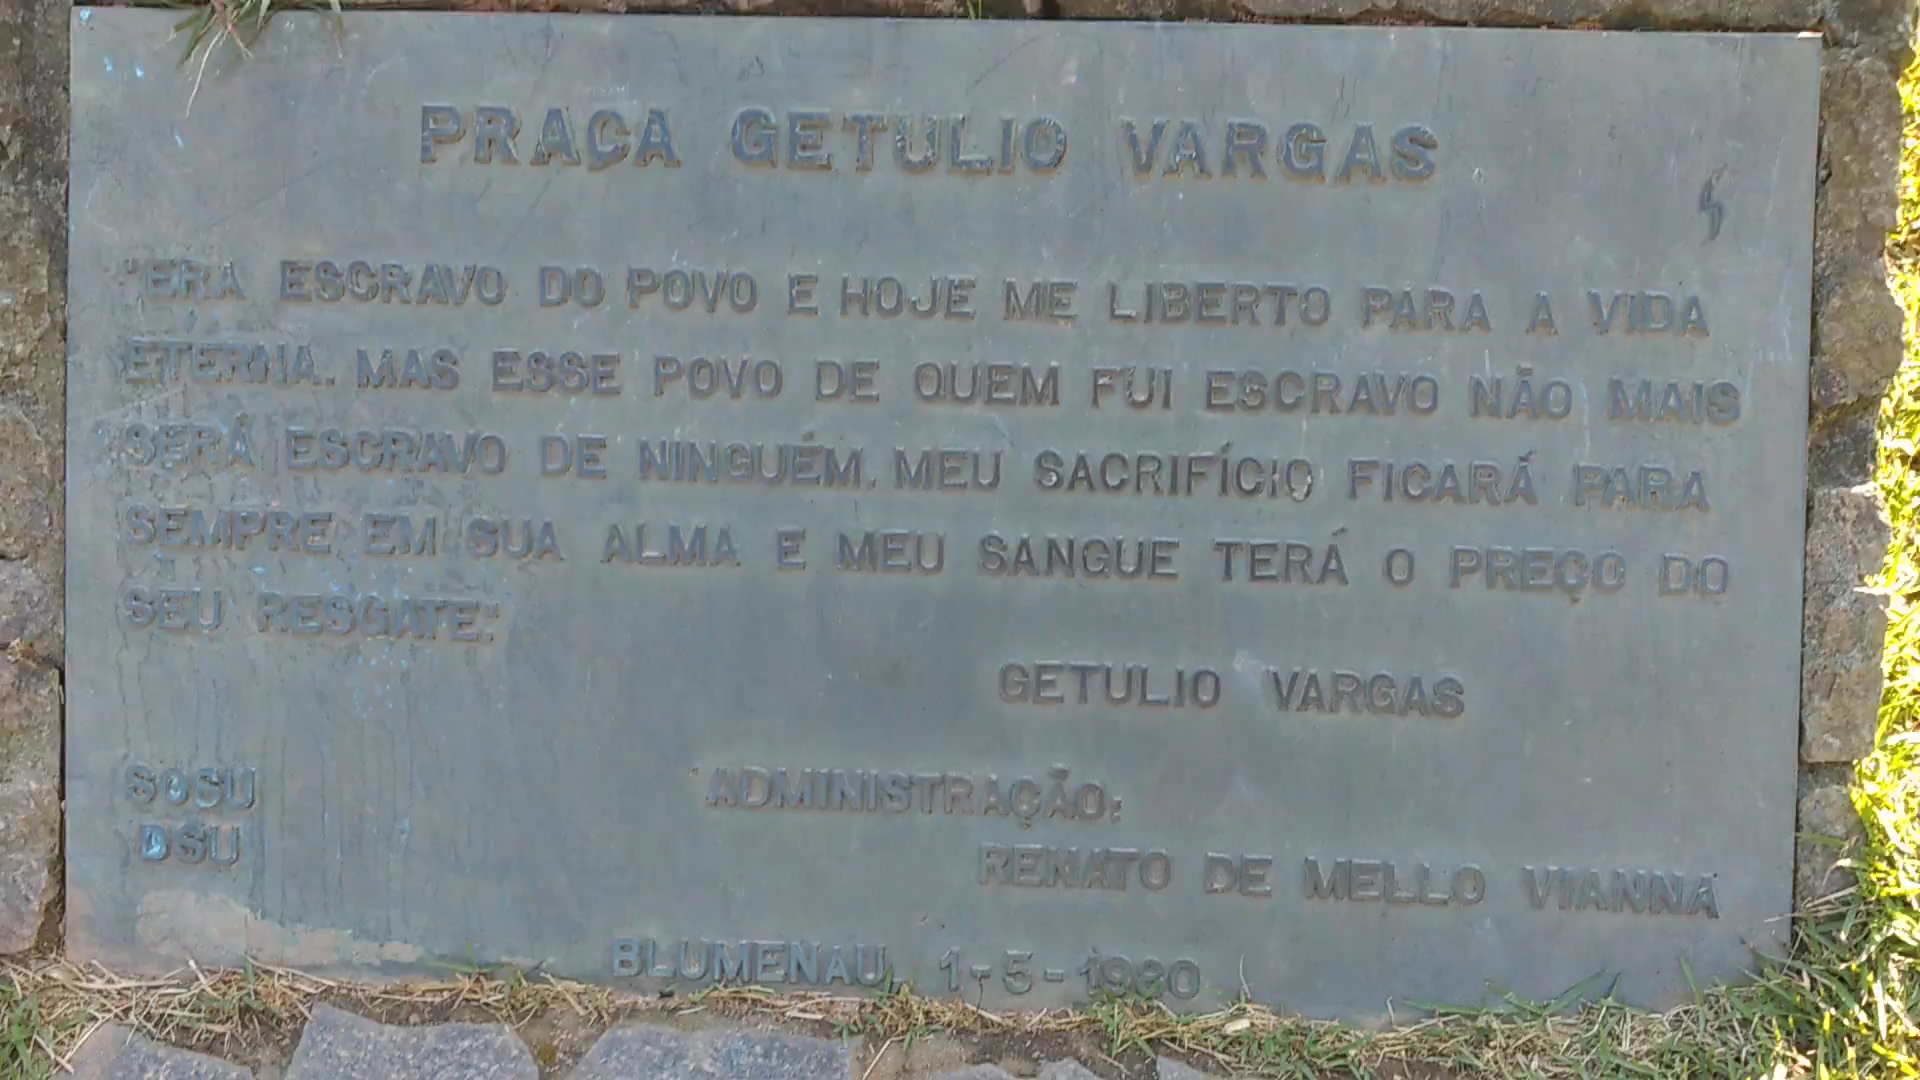 PRAÇA GETULIO VARGAS
"ERA ESCRAVO DO POVO E HOJE ME LIBERTO PARA A VIDA
ETERNA. MAS ESSE POVO DE QUEM FUI ESCRAVO NÃO MAIS
SERÁ ESCRAVO DE NINGUÉM. MEU SACRIFÍCIO FICARÁ PARA
SEMPRE EM SUA ALMA E MEU SANGUE TERÁ O PREÇO DO
SEU RESGATE."
GETULIO VARGAS
SOSU
DSU
ADMINISTRAÇÃO:
RENATO DE MELLO VIANNA
BLUMENAU, 1-5-1980